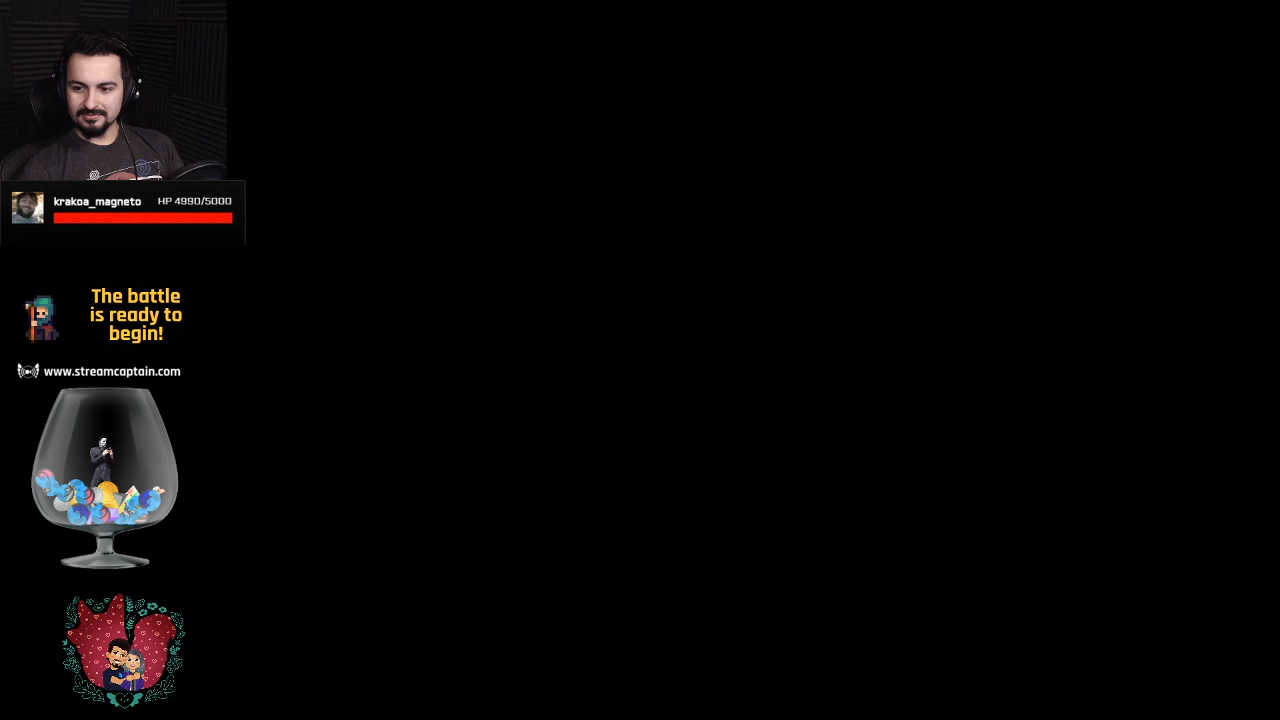 krakoa_magneto HP 4990/5000
The battle
is ready to
begin!
www.streamcaptain.com